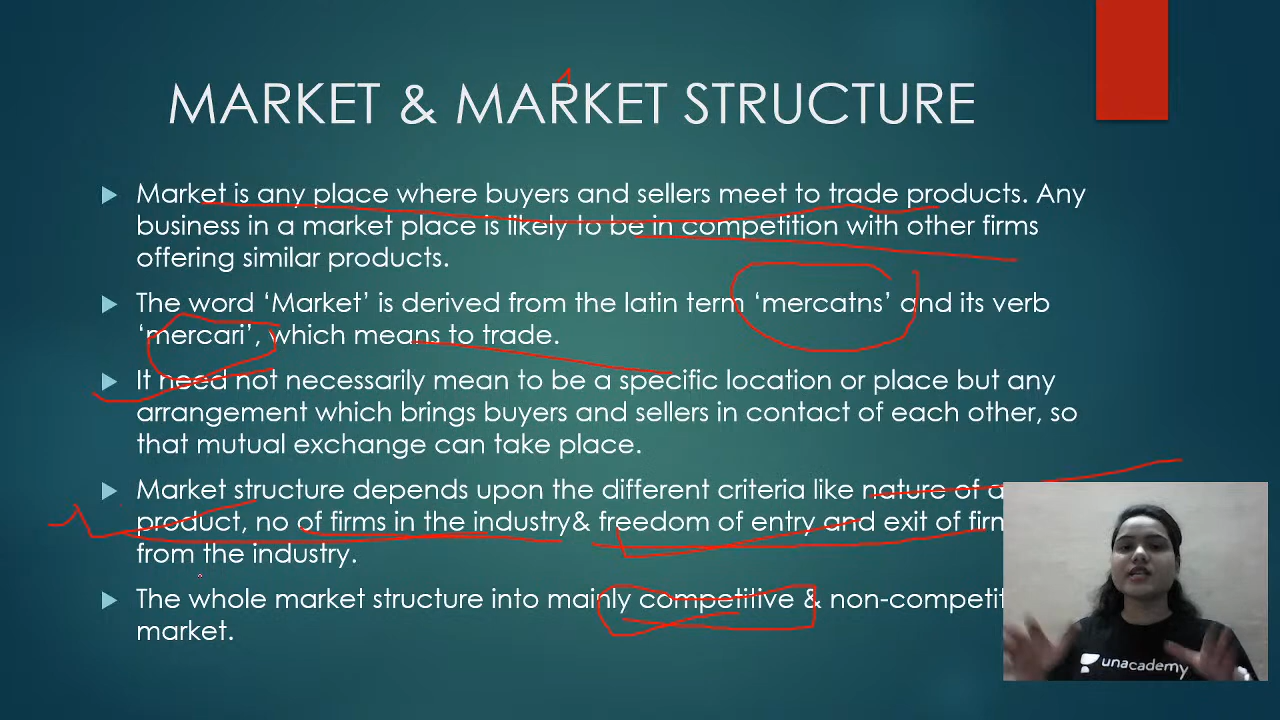 MARKET & MARKET STRUCTURE
Market is any place where buyers and sellers meet to trade products. Any
business in a market place is likely to be in competition with other firms
offering similar products.
The word ‘Market’ is derived from the latin term ‘mercatns’ and its verb
‘mercari’, which means to trade.
It need not necessarily mean to be a specific location or place but any
arrangement which brings buyers and sellers in contact of each other, so
that mutual exchange can take place.
Market structure depends upon the different criteria like nature of
product, no of firms in the industry& freedom of entry and exit of
from the industry.
The whole market structure into mainly competitive &
market.
unacademy